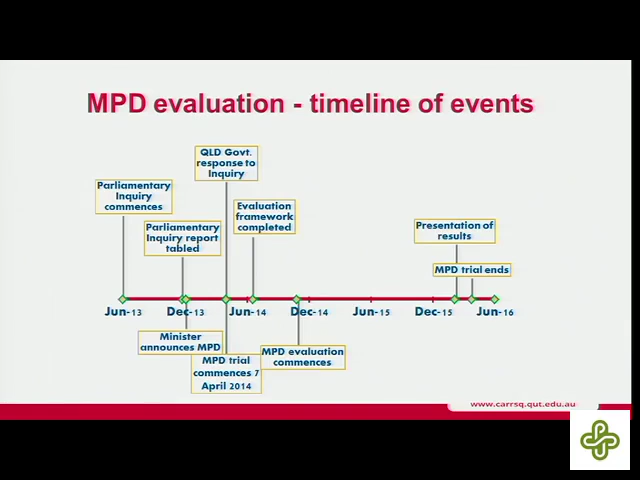 MPD evaluation - timeline of events
QLD Govt.
response to
Inquiry
Parliamentary
Inquiry
commences
Evaluation
framework
completed
Parliamentary
Inquiry report
tabled
Presentation of
results
MPD trial ends
Jun-13
Dec-13
Jun-14
Dec-14
Jun-15
Dec-15
Jun-16
Minister
announces MPD
MPD trial
commences 7
April 2014
MPD evaluation
commences
www.carrsq.qut.edu.au